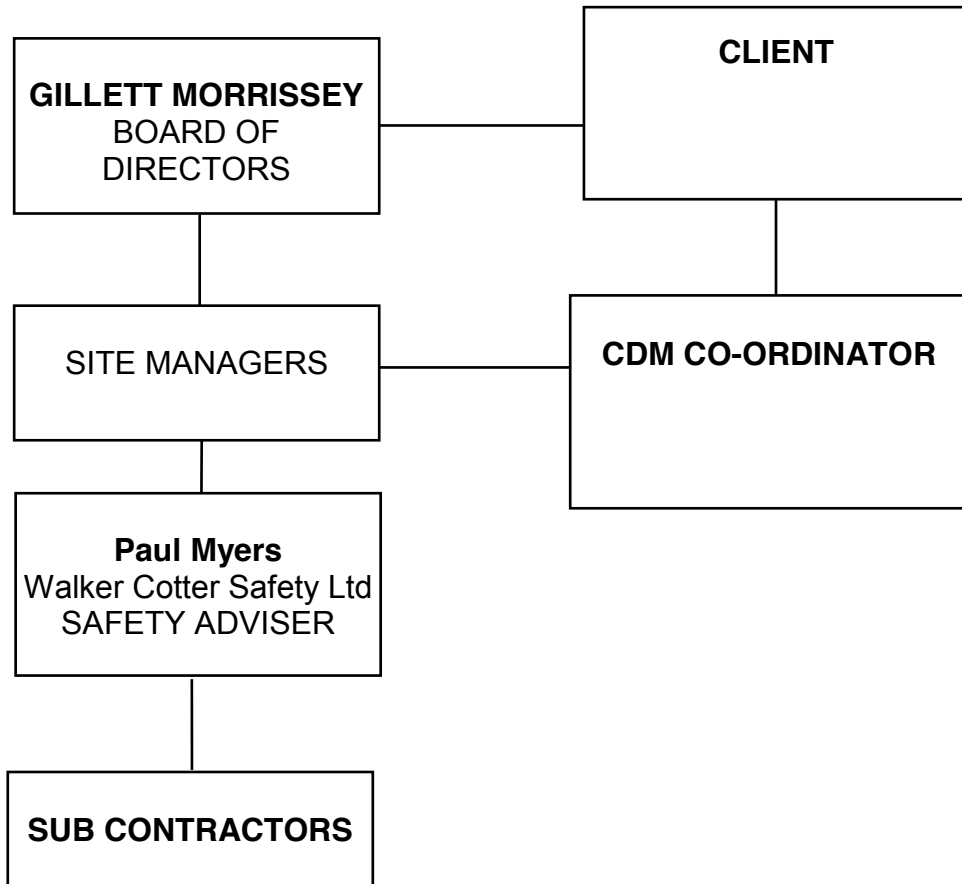 GILLETT MORRISSEY
BOARD OF
DIRECTORS
CLIENT
SITE MANAGERS
CDM CO-ORDINATOR
Paul Myers
Walker Cotter Safety Ltd
SAFETY ADVISER
SUB CONTRACTORS